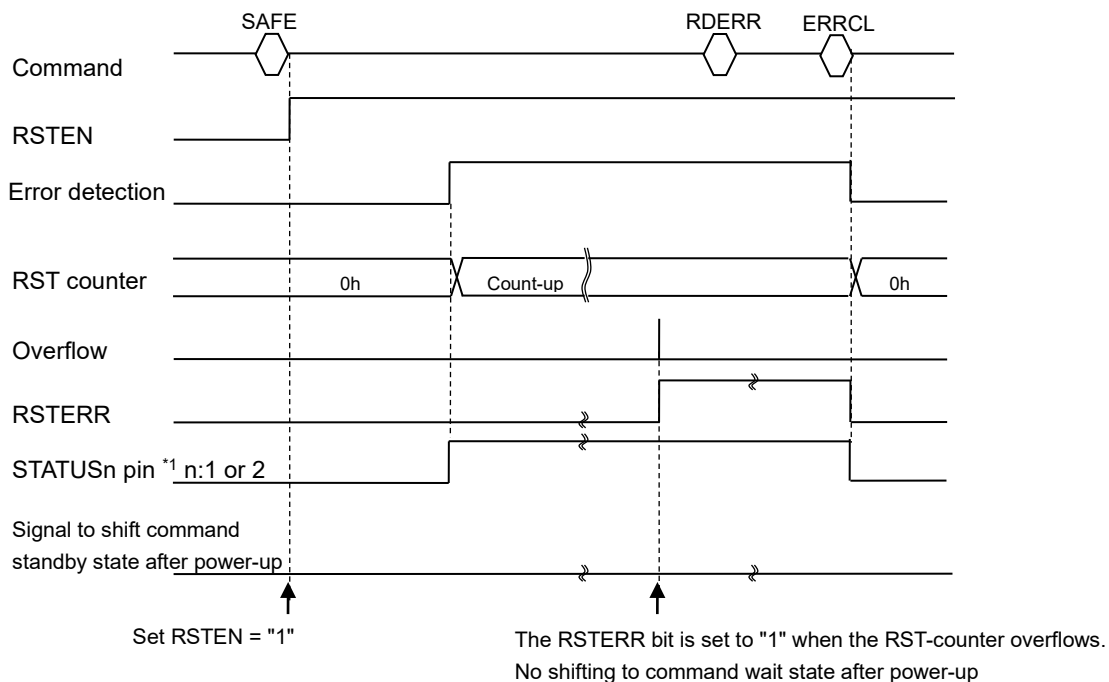 SAFE
RDERR
ERRCL
Command
RSTEN
Error detection
RST counter
0h
Count-up
0h
Overflow
RSTERR
STATUSn pin *1 n:1 or 2
Signal to shift command
standby state after power-up
Set RSTEN = "1"
The RSTERR bit is set to "1" when the RST-counter overflows.
No shifting to command wait state after power-up